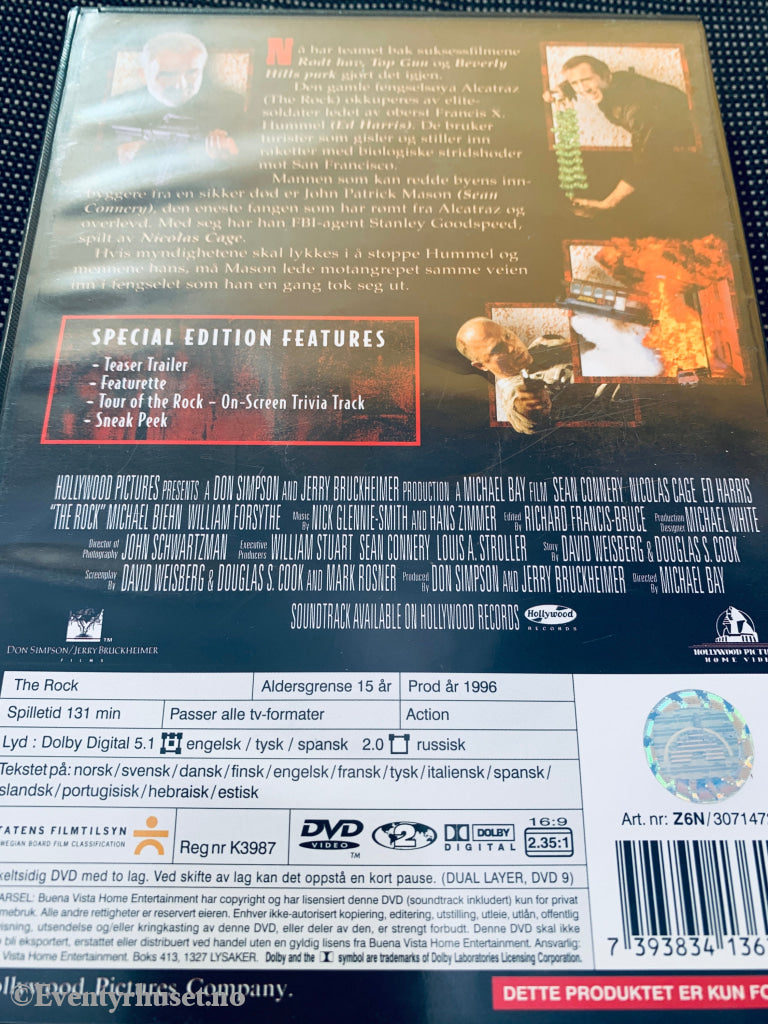 Nå har teamet bak suksessfilmene
Rødt hav, Top Gun og Beverly
Hills purk gjort det igjen.
Den gamle fengselsøya Alcatraz
(The Rock) okkuperes av elite-
soldater ledet av oberst Francis X.
Hummel (Ed Harris). De bruker
turister som gisler og stiller inn
raketter med biologiske stridshoder
mot San Francisco.
Mannen som kan redde byens inn-
byggere fra en sikker død er John Patrick Mason (Sean
Connery), den eneste fangen som har rømt fra Alcatraz og
overlevd. Med seg har han FBI-agent Stanley Goodspeed,
spilt av Nicolas Cage.
Hvis myndighetene skal lykkes i å stoppe Hummel og
mennene hans, må Mason lede motangrepet samme veien
inn i fengselet som han en gang tok seg ut.
SPECIAL EDITION FEATURES
- Teaser Trailer
- Featurette
- Tour of the Rock – On-Screen Trivia Track
- Sneak Peek
HOLLYWOOD PICTURES PRESENTS A DON SIMPSON AND JERRY BRUCKHEIMER PRODUCTION A MICHAEL BAY FILM SEAN CONNERY NICOLAS CAGE ED HARRIS
"THE ROCK" MICHAEL BIEHN WILLIAM FORSYTHE Music By NICK GLENNIE-SMITH AND HANS ZIMMER Edited By RICHARD FRANCIS-BRUCE Production Designer MICHAEL WHITE
Director of Photography JOHN SCHWARTZMAN Executive Producers WILLIAM STUART SEAN CONNERY LOUIS A. STROLLER Story By DAVID WEISBERG & DOUGLAS S. COOK
Screenplay By DAVID WEISBERG & DOUGLAS S. COOK AND MARK ROSNER Produced By DON SIMPSON AND JERRY BRUCKHEIMER Directed By MICHAEL BAY
SOUNDTRACK AVAILABLE ON HOLLYWOOD RECORDS Hollywood RECORDS
TM
DON SIMPSON/JERRY BRUCKHEIMER
FILMS
HOLLYWOOD PICTU
HOME VIDE
The Rock Aldersgrense 15 år Prod år 1996
Spilletid 131 min Passer alle tv-formater Action
Lyd : Dolby Digital 5.1 engelsk / tysk / spansk 2.0 russisk
Tekstet på: norsk/svensk/dansk/finsk/engelsk/fransk/tysk/italiensk/spansk/
slandsk/portugisisk/hebraisk/estisk
TATENS FILMTILSYN
WEGIAN BOARD FILM CLASSIFICATION
Reg nr K3987
DVD VIDEO TM 2 DOLBY DIGITAL 16:9 2.35:1
Art. nr: Z6N/307147
keltsidig DVD med to lag. Ved skifte av lag kan det oppstå en kort pause. (DUAL LAYER, DVD 9)
ARSEL: Buena Vista Home Entertainment har copyright og har lisensiert denne DVD (soundtrack inkludert) kun for privat
mebruk. Alle andre rettigheter er reservert eieren. Enhver ikke-autorisert kopiering, editering, utstilling, utleie, utlån, offentlig
isning, utsendelse og/eller kringkasting av denne DVD, eller deler av den, er strengt forbudt. Denne DVD skal ikke
bli eksportert, erstattet eller distribuert ved handel uten en gyldig lisens fra Buena Vista Home Entertainment. Ansvarlig:
Vista Home Entertainment. Boks 413, 1327 LYSAKER. Dolby and the symbol are trademarks of Dolby Laboratories Licensing Corporation.
7 393834 136
ollywood Pictures Company.
DETTE PRODUKTET ER KUN FO
©Eventyrhuset.no